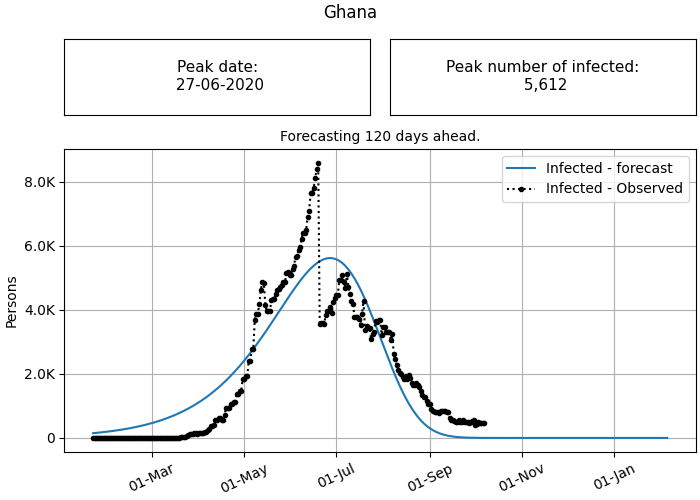 Ghana
Peak date:
27-06-2020
Peak number of infected:
5,612
Forecasting 120 days ahead.
Infected - forecast
Infected - Observed
8.0K
6.0K
4.0K
2.0K
0
Persons
01-Mar
01-May
01-Jul
01-Sep
01-Nov
01-Jan